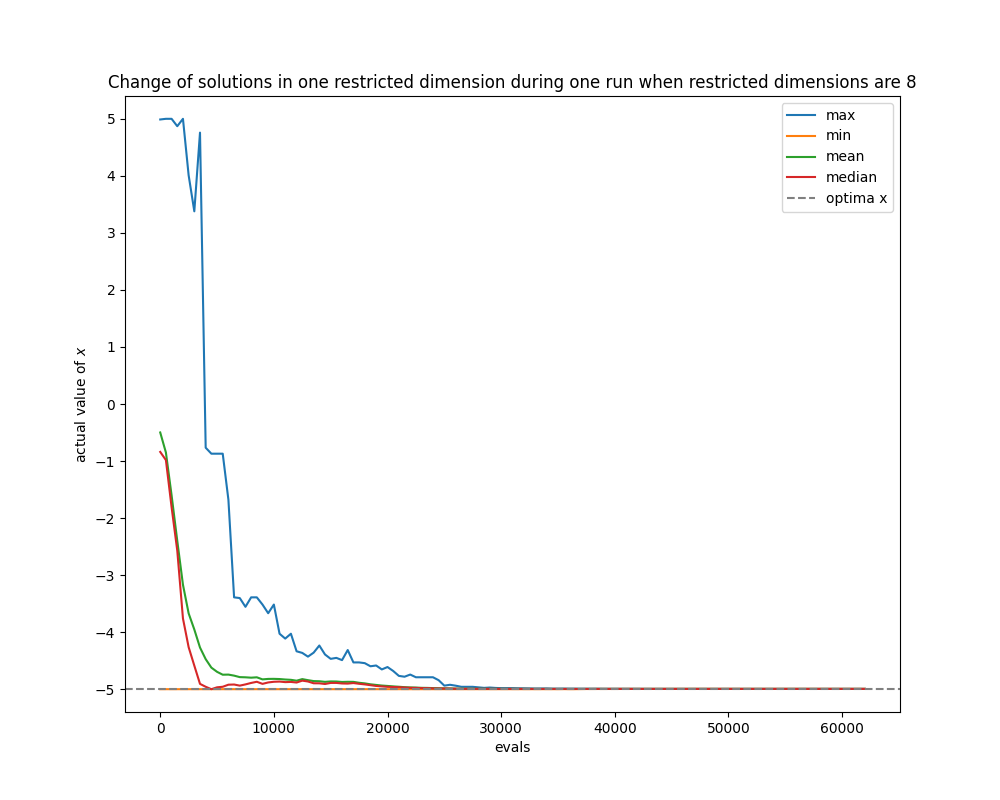 Change of solutions in one restricted dimension during one run when restricted dimensions are 8
max
min
mean
median
optima x
5
4
3
2
1
0
−1
−2
−3
−4
−5
actual value of x
0
10000
20000
30000
40000
50000
60000
evals